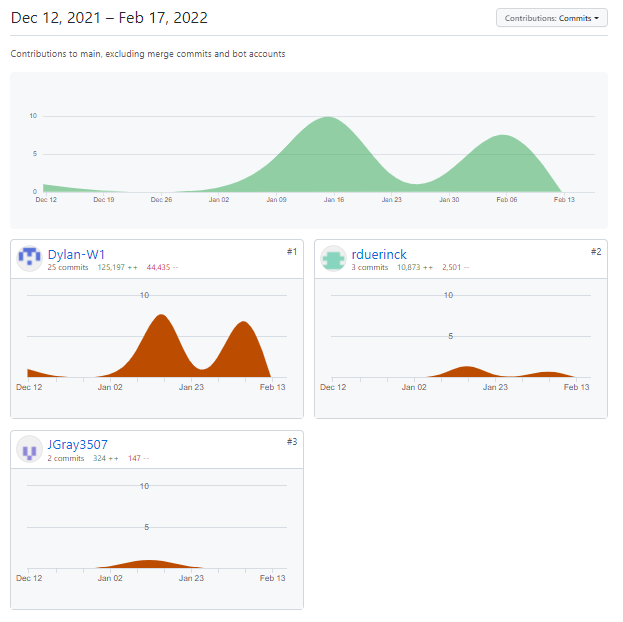 Dec 12, 2021 – Feb 17, 2022
Contributions: Commits
Contributions to main, excluding merge commits and bot accounts
10
5
0
Dec 12 Dec 19 Dec 26 Jan 02 Jan 09 Jan 16 Jan 23 Jan 30 Feb 06 Feb 13
Dylan-W1 #1
25 commits 125,197 ++ 44,435 --
10
Dec 12 Jan 02 Jan 23 Feb 13
rduerinck #2
3 commits 10,873 ++ 2,501 --
10
5
Dec 12 Jan 02 Jan 23 Feb 13
JGray3507 #3
2 commits 324 ++ 147 --
10
5
Dec 12 Jan 02 Jan 23 Feb 13